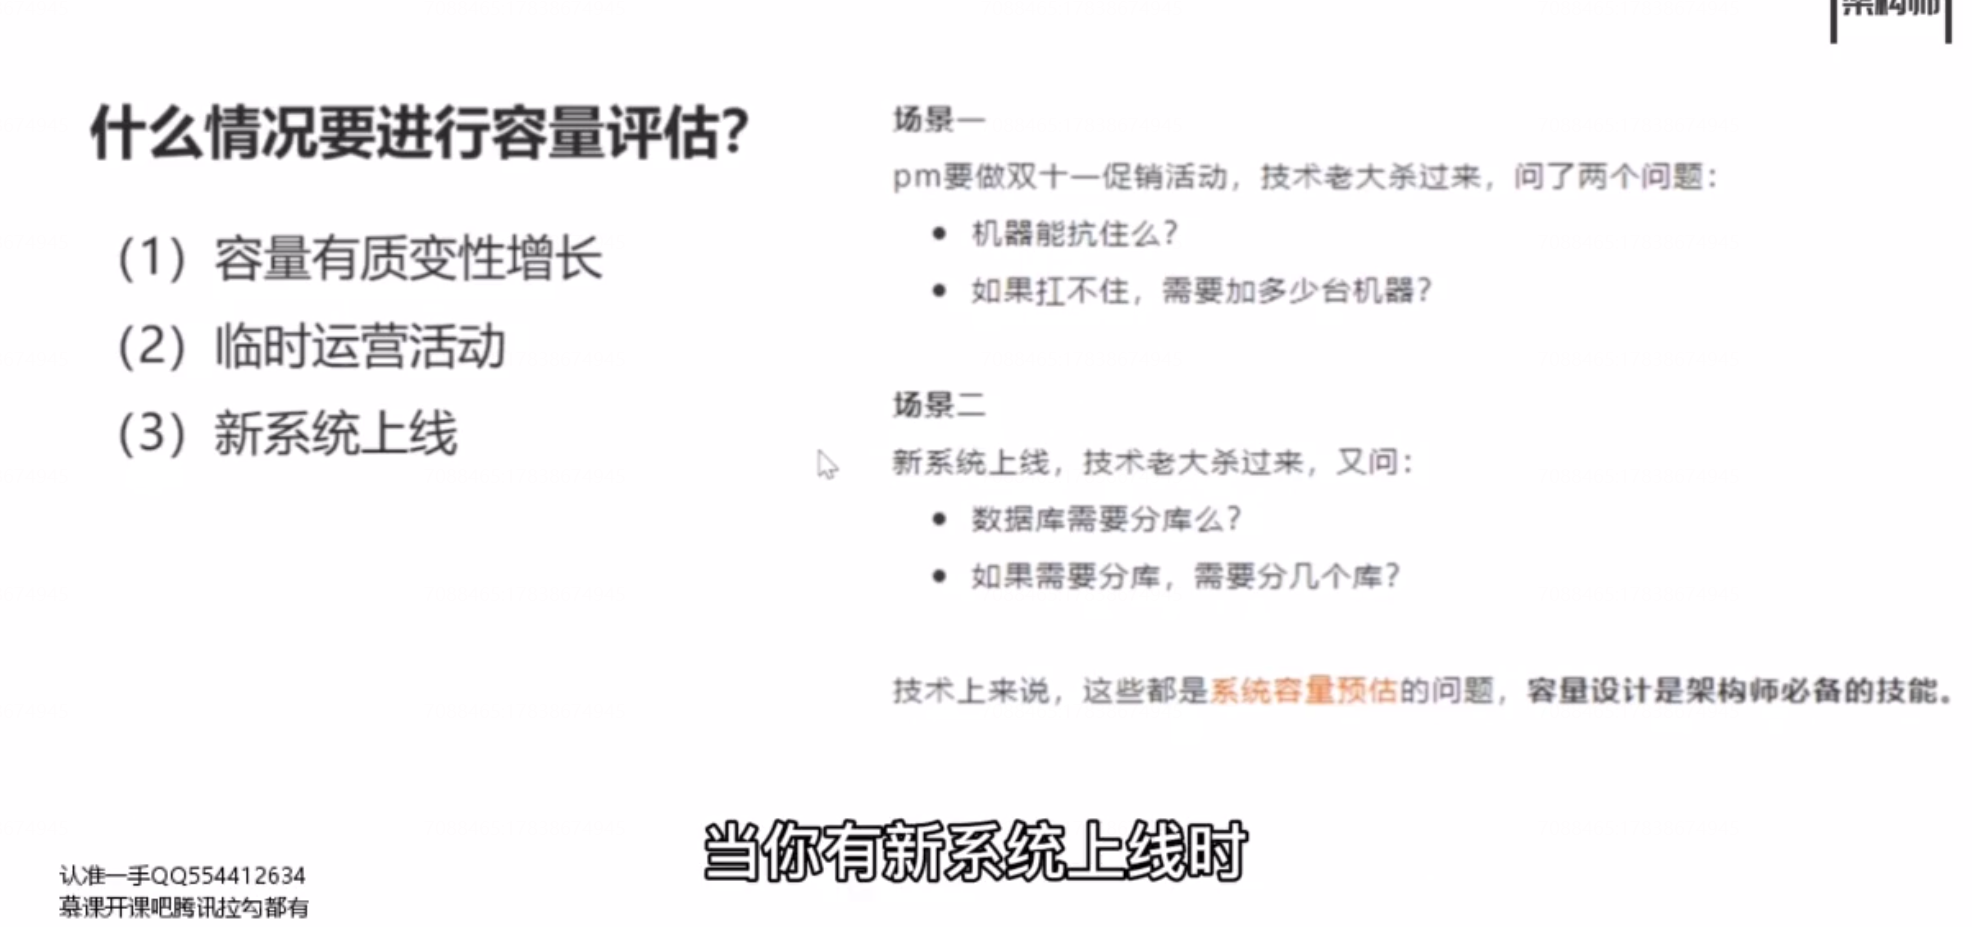 架构师
什么情况要进行容量评估？
（1）容量有质变性增长
（2）临时运营活动
（3）新系统上线
场景一
pm要做双十一促销活动，技术老大杀过来，问了两个问题：
● 机器能抗住么？
● 如果扛不住，需要加多少台机器？
场景二
新系统上线，技术老大杀过来，又问：
● 数据库需要分库么？
● 如果需要分库，需要分几个库？
技术上来说，这些都是系统容量预估的问题，容量设计是架构师必备的技能。
当你有新系统上线时
认准一手QQ554412634
慕课开课吧腾讯拉勾都有